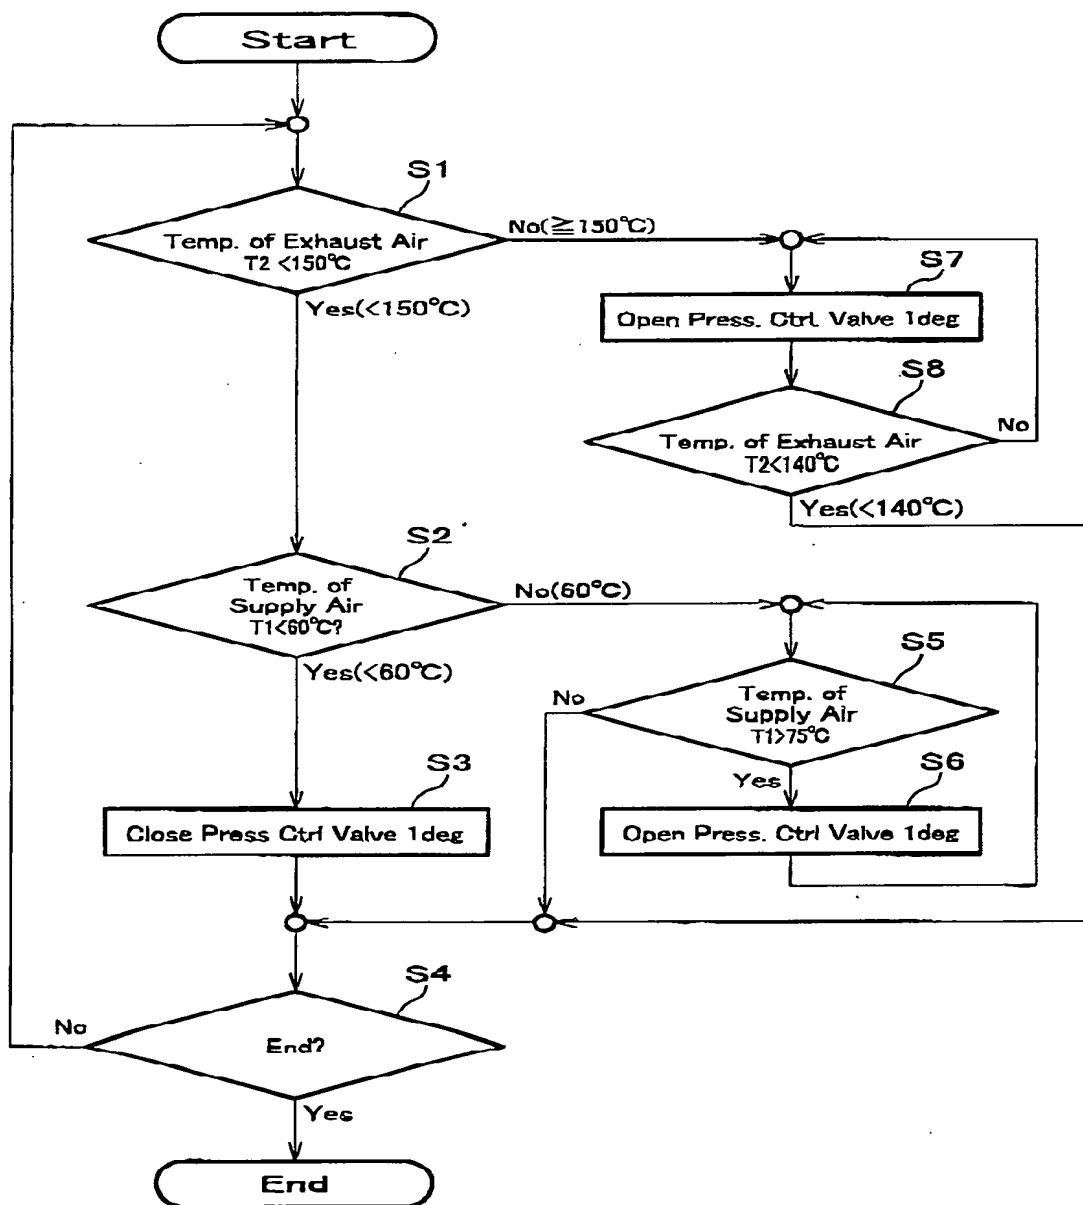 Start
S1
Temp. of Exhaust Air
T2 <150°C
No(≧150°C)
Yes(<150°C)
S7
Open Press. Ctrl Valve 1deg
S8
Temp. of Exhaust Air
T2<140°C
No
Yes(<140°C)
S2
Temp. of
Supply Air
T1<60°C?
No(60°C)
Yes(<60°C)
S5
Temp. of
Supply Air
T1>75°C
No
Yes
S6
Open Press. Ctrl Valve 1deg
S3
Close Press Ctrl Valve 1deg
S4
End?
No
Yes
End